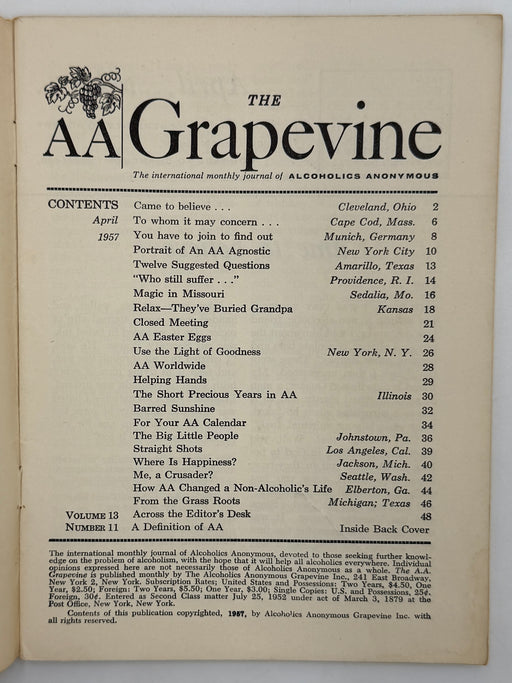 THE
AA Grapevine
The international monthly journal of ALCOHOLICS ANONYMOUS
CONTENTS Came to believe . . . Cleveland, Ohio 2
April To whom it may concern . . . Cape Cod, Mass. 6
1957 You have to join to find out Munich, Germany 8
Portrait of An AA Agnostic New York City 10
Twelve Suggested Questions Amarillo, Texas 13
"Who still suffer . . ." Providence, R. I. 14
Magic in Missouri Sedalia, Mo. 16
Relax—They've Buried Grandpa Kansas 18
Closed Meeting 21
AA Easter Eggs 24
Use the Light of Goodness New York, N. Y. 26
AA Worldwide 28
Helping Hands 29
The Short Precious Years in AA Illinois 30
Barred Sunshine 32
For Your AA Calendar 34
The Big Little People Johnstown, Pa. 36
Straight Shots Los Angeles, Cal. 39
Where Is Happiness? Jackson, Mich. 40
Me, a Crusader? Seattle, Wash. 42
How AA Changed a Non-Alcoholic's Life Elberton, Ga. 44
From the Grass Roots Michigan; Texas 46
VOLUME 13 Across the Editor's Desk 48
NUMBER 11 A Definition of AA Inside Back Cover
The international monthly journal of Alcoholics Anonymous, devoted to those seeking further knowl-
edge on the problem of alcoholism, with the hope that it will help all alcoholics everywhere. Individual
opinions expressed here are not necessarily those of Alcoholics Anonymous as a whole. The A.A.
Grapevine is published monthly by The Alcoholics Anonymous Grapevine Inc., 241 East Broadway,
New York 2, New York. Subscription Rates; United States and Possessions: Two Years, $4.50, One
Year, $2.50; Foreign: Two Years, $5.50; One Year, $3.00; Single Copies: U.S. and Possessions, 25¢.
Foreign, 30¢. Entered as Second Class matter July 25, 1952 under act of March 3, 1879 at the
Post Office, New York, New York.
Contents of this publication copyrighted, 1957, by Alcoholics Anonymous Grapevine Inc. with
all rights reserved.